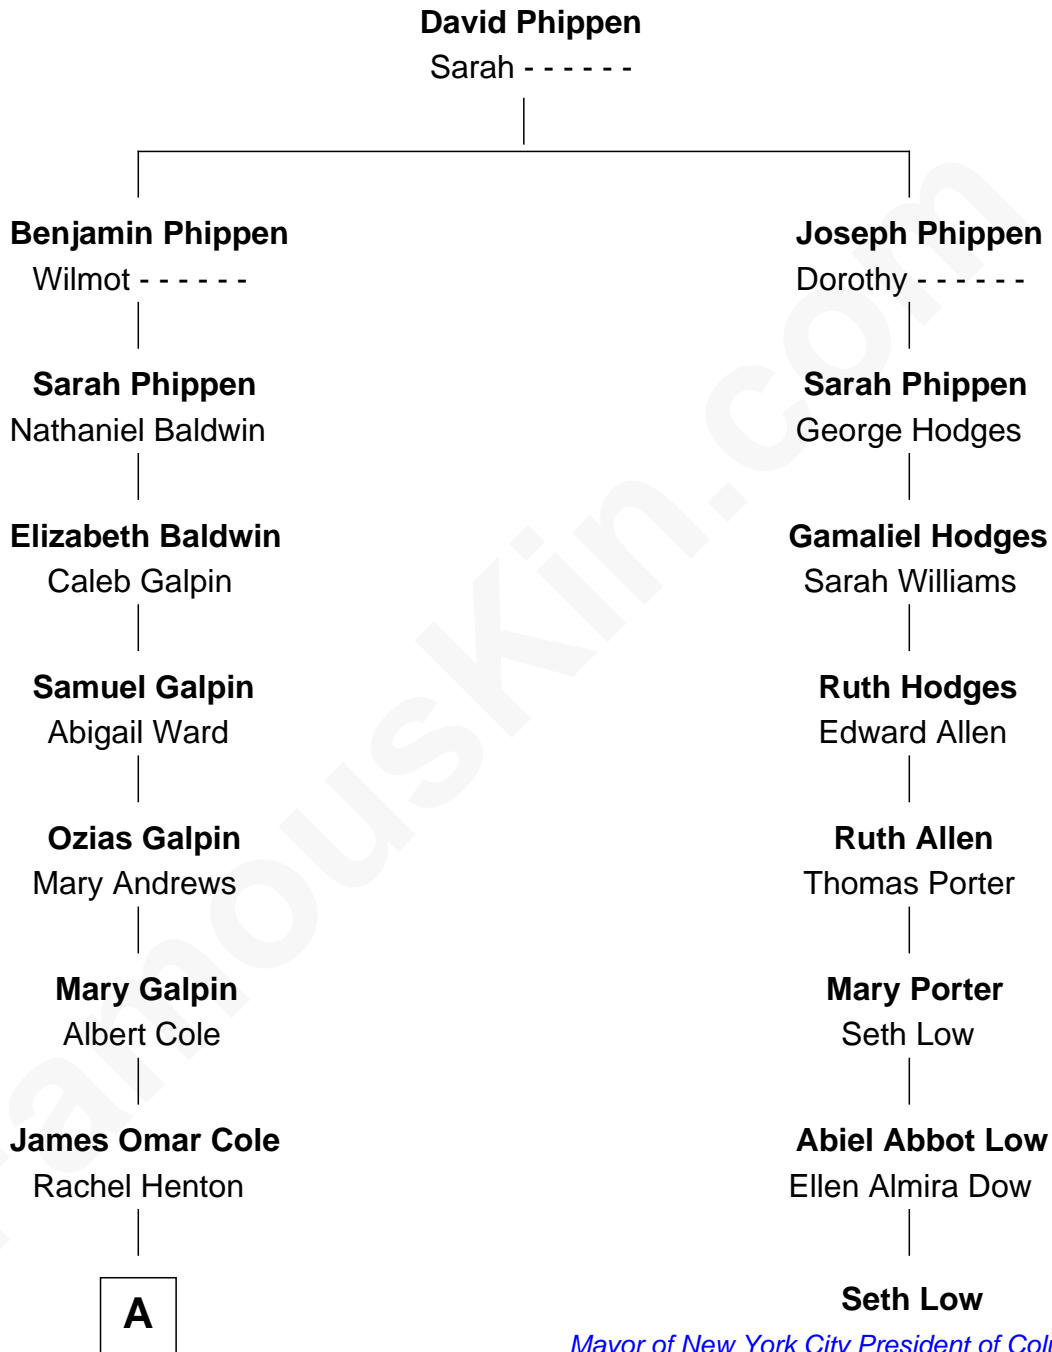 David Phippen
Sarah - - - - - -
Benjamin Phippen
Wilmot - - - - - -
Joseph Phippen
Dorothy - - - - - -
Sarah Phippen
Nathaniel Baldwin
Sarah Phippen
George Hodges
Elizabeth Baldwin
Caleb Galpin
Gamaliel Hodges
Sarah Williams
Samuel Galpin
Abigail Ward
Ruth Hodges
Edward Allen
Ozias Galpin
Mary Andrews
Ruth Allen
Thomas Porter
Mary Galpin
Albert Cole
Mary Porter
Seth Low
James Omar Cole
Rachel Henton
Abiel Abbot Low
Ellen Almira Dow
A
Seth Low
Mayor of New York City President of
famouskin.com